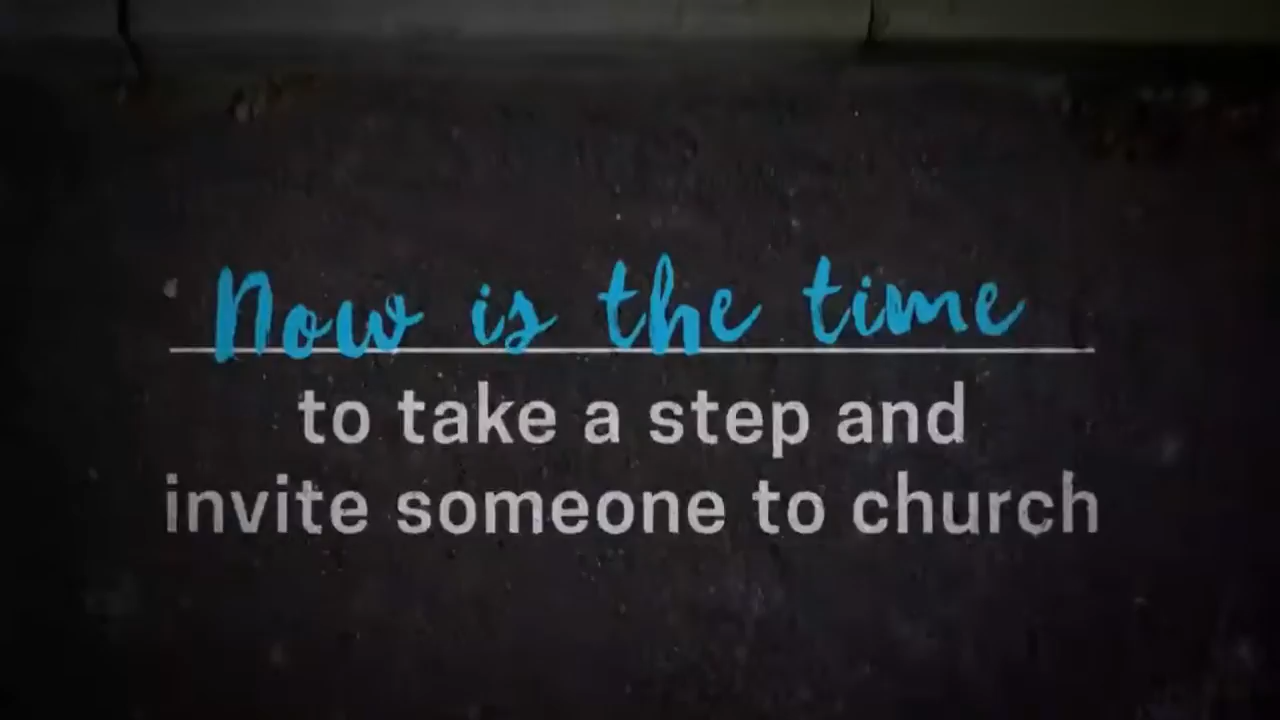 Now is the time
to take a step and
invite someone to church